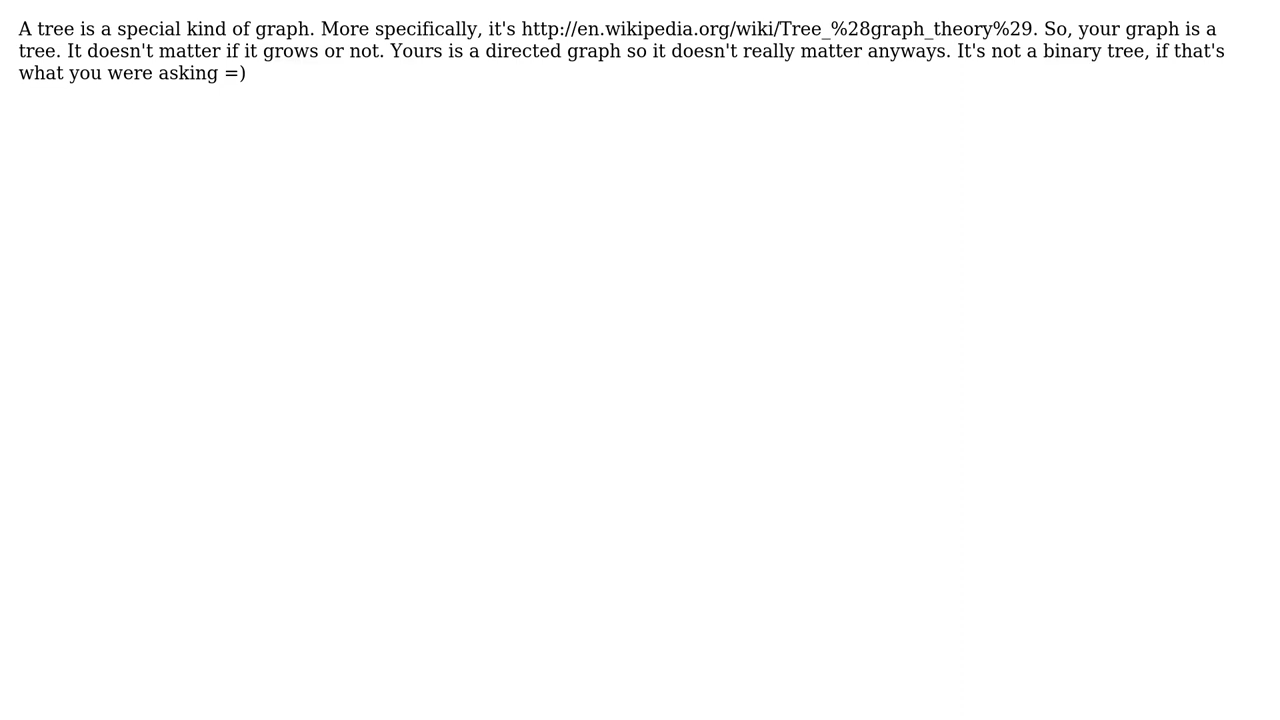 A tree is a special kind of graph. More specifically, it's http://en.wikipedia.org/wiki/Tree_%28graph_theory%29. So, your graph is a
tree. It doesn't matter if it grows or not. Yours is a directed graph so it doesn't really matter anyways. It's not a binary tree, if that's
what you were asking =)